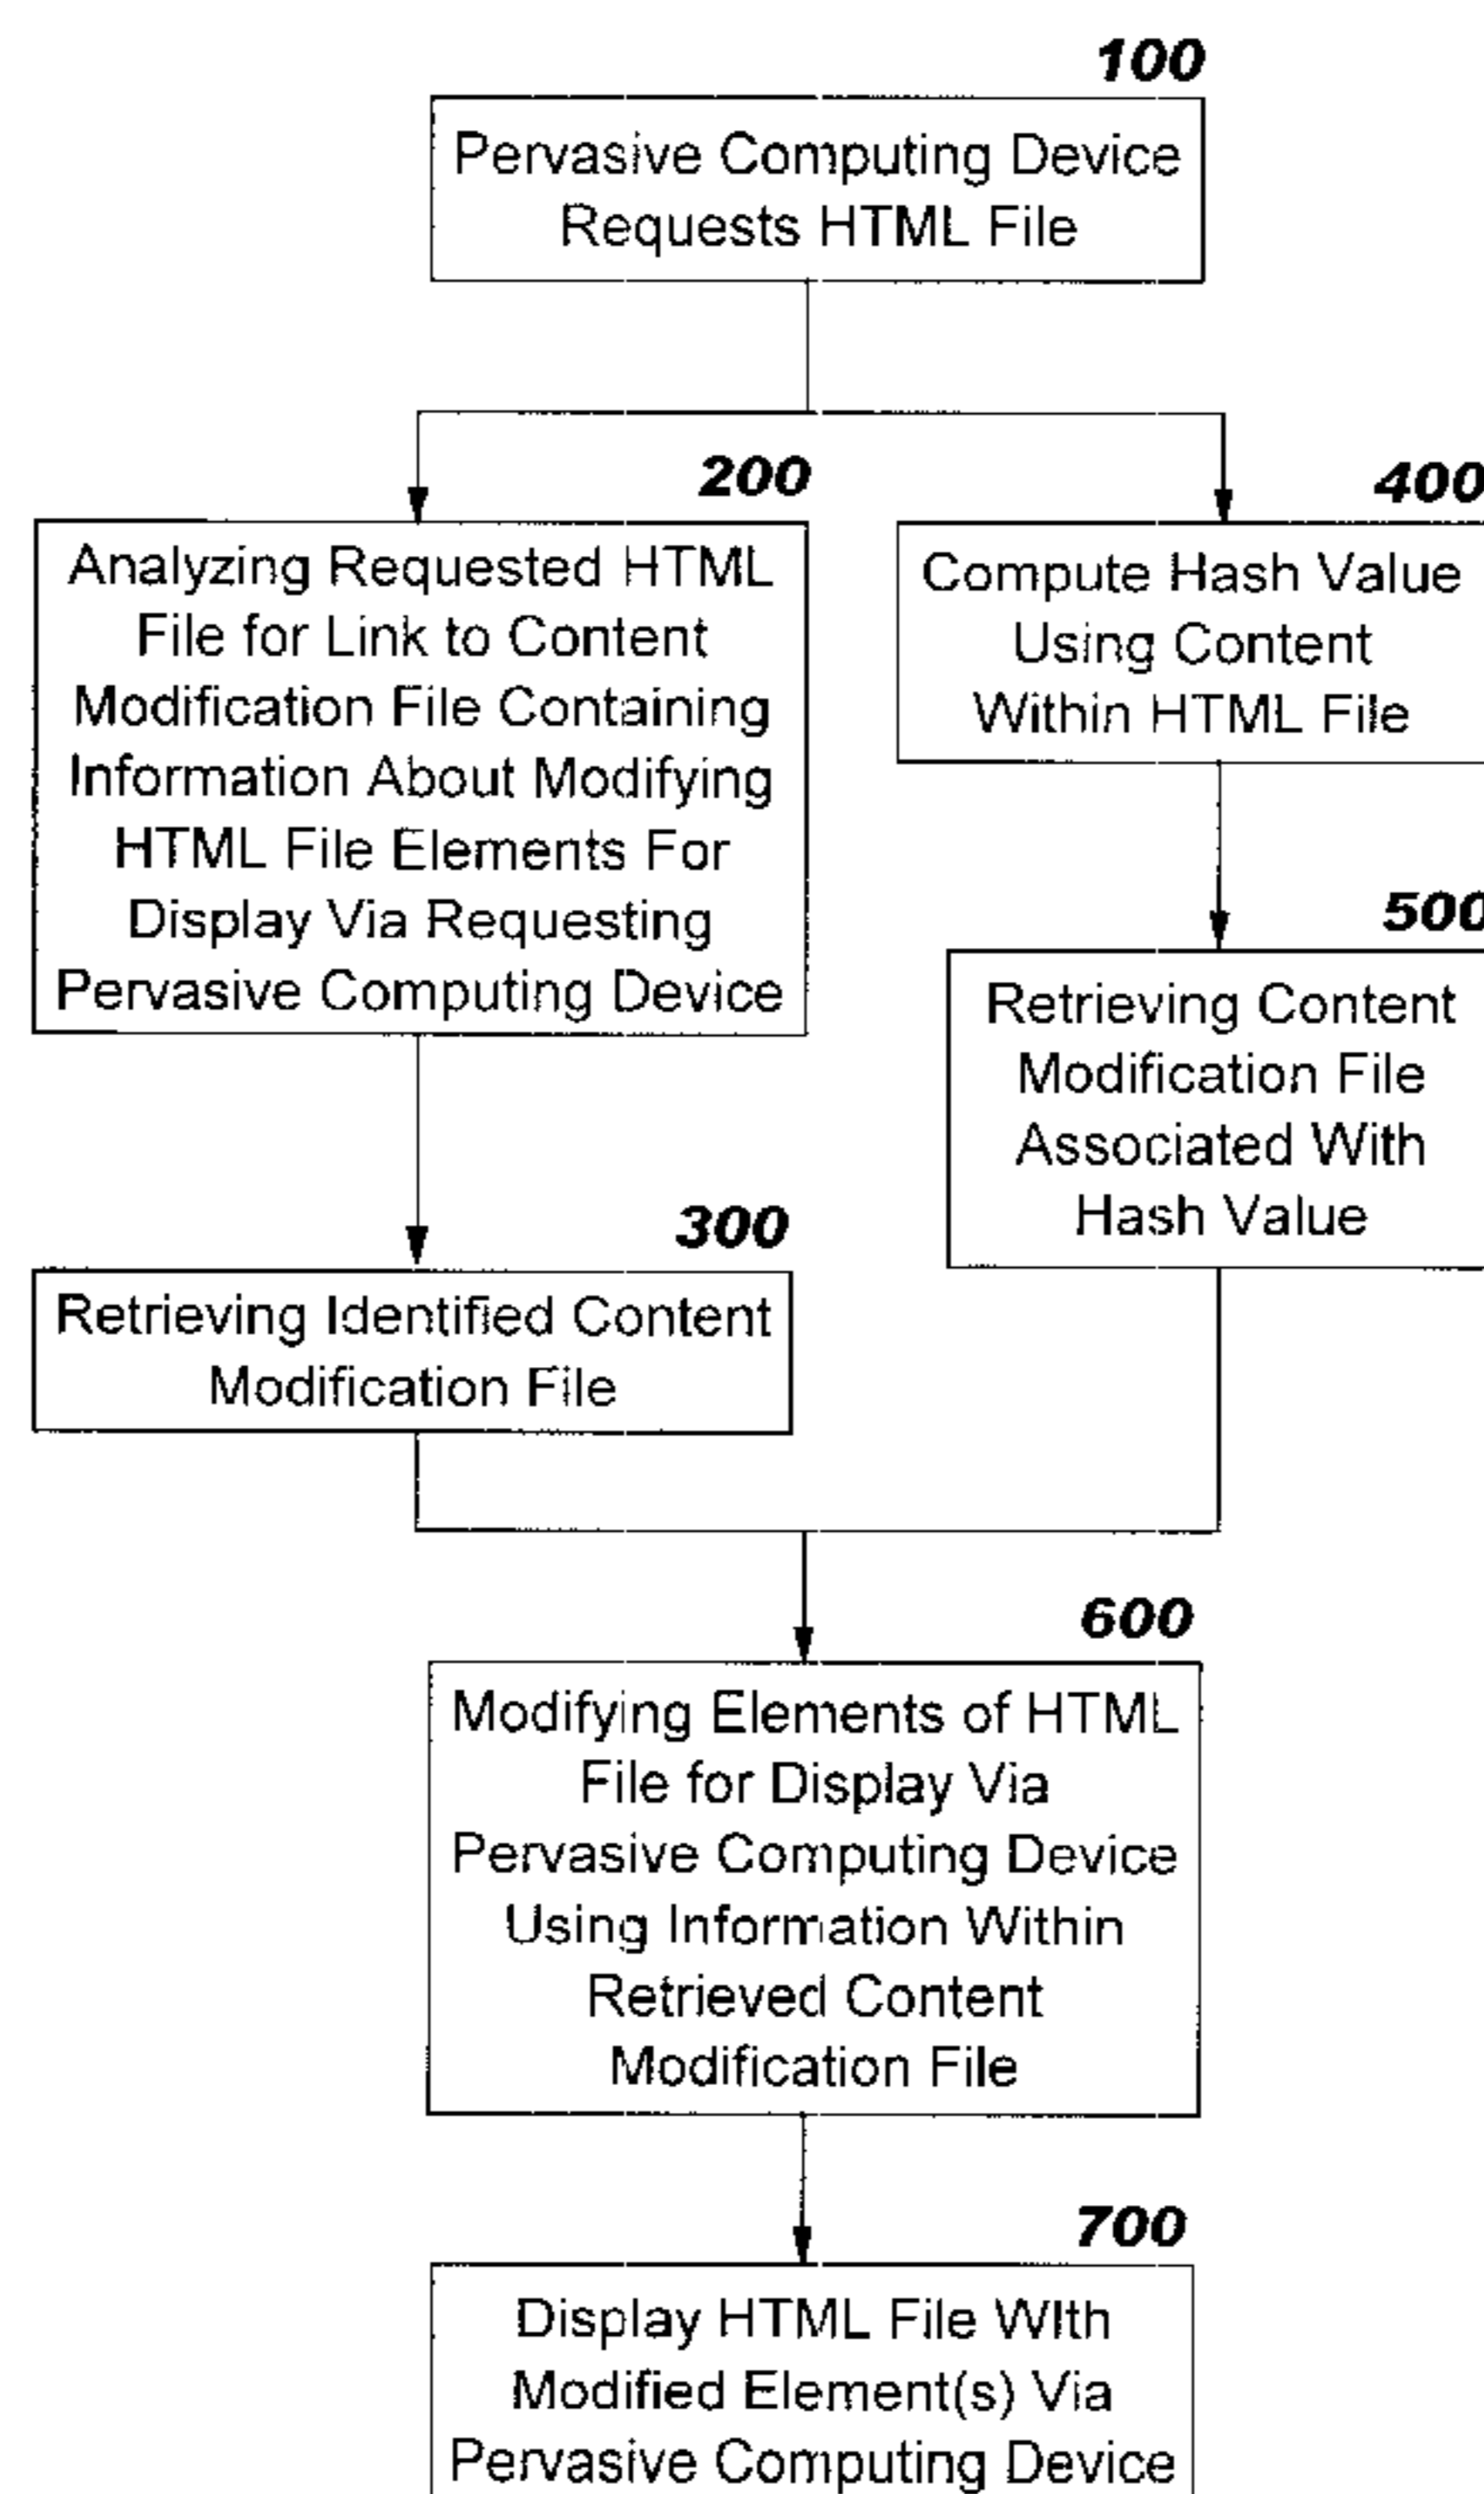 100
Pervasive Computing Device
Requests HTML File
200
Analyzing Requested HTML
File for Link to Content
Modification File Containing
Information About Modifying
HTML File Elements For
Display Via Requesting
Pervasive Computing Device
400
Compute Hash Value
Using Content
Within HTML File
500
Retrieving Content
Modification File
Associated With
Hash Value
300
Retrieving Identified Content
Modification File
600
Modifying Elements of HTML
File for Display Via
Pervasive Computing Device
Using Information Within
Retrieved Content
Modification File
700
Display HTML File WIth
Modified Element(s) Via
Pervasive Computing Device